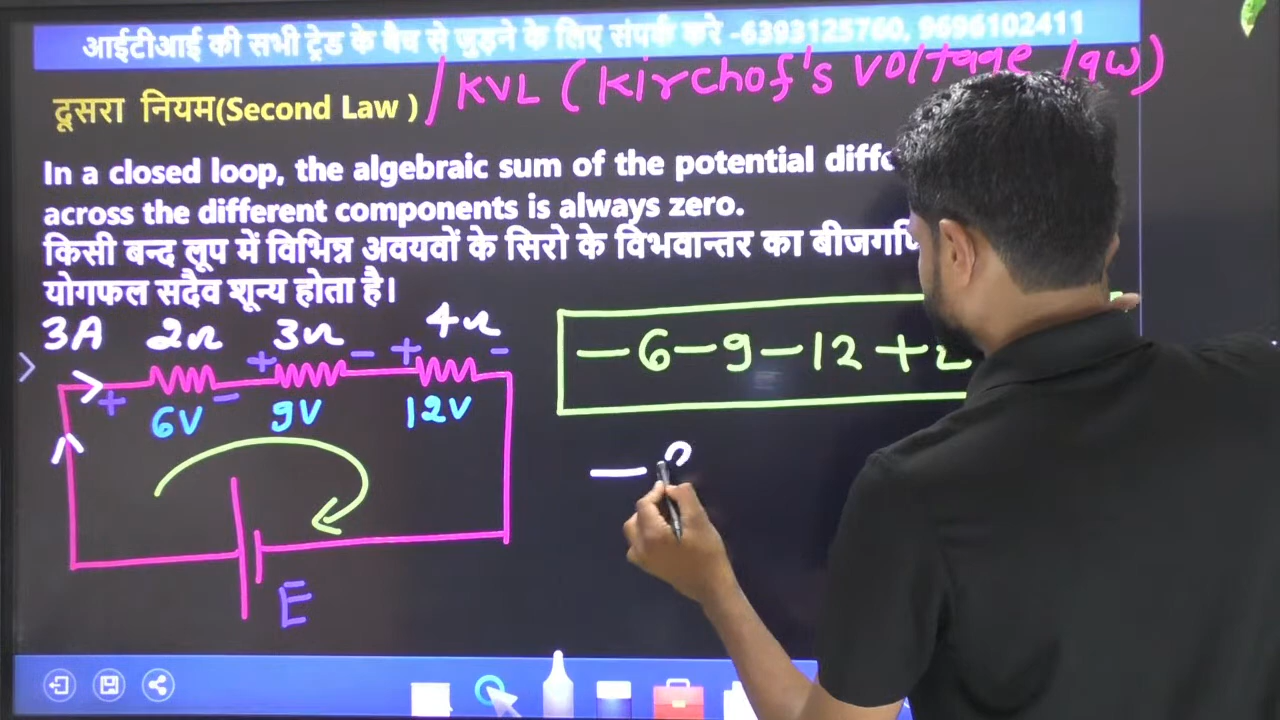 आईटीआई की सभी ट्रेड के बैच से जुड़ने के लिए संपर्क करे -6393125760, 9696102411
दूसरा नियम(Second Law ) / KVL ( Kirchof's Voltage law )
In a closed loop, the algebraic sum of the potential diffe
across the different components is always zero.
किसी बन्द लूप में विभिन्न अवयवों के सिरो के विभवान्तर का बीजगणि
योगफल सदैव शून्य होता है।
3A 2Ω 3Ω 4Ω
+ - + - + -
6V 9V 12V
E
-6-9-12+
-